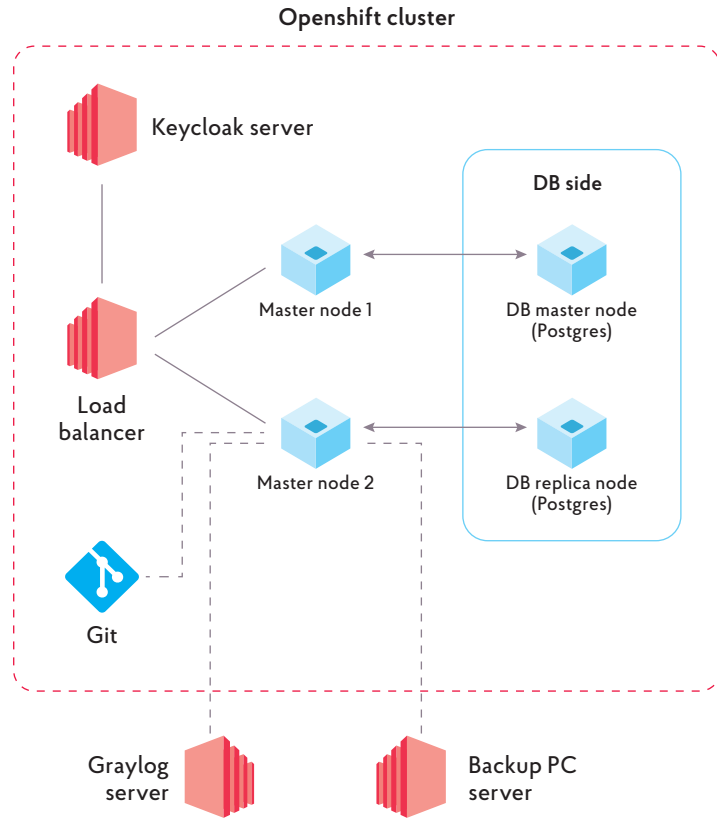 Openshift cluster
Keycloak server
DB side
Master node 1
DB master node
(Postgres)
Load
balancer
Master node 2
DB replica node
(Postgres)
Git
Graylog
server
Backup PC
server